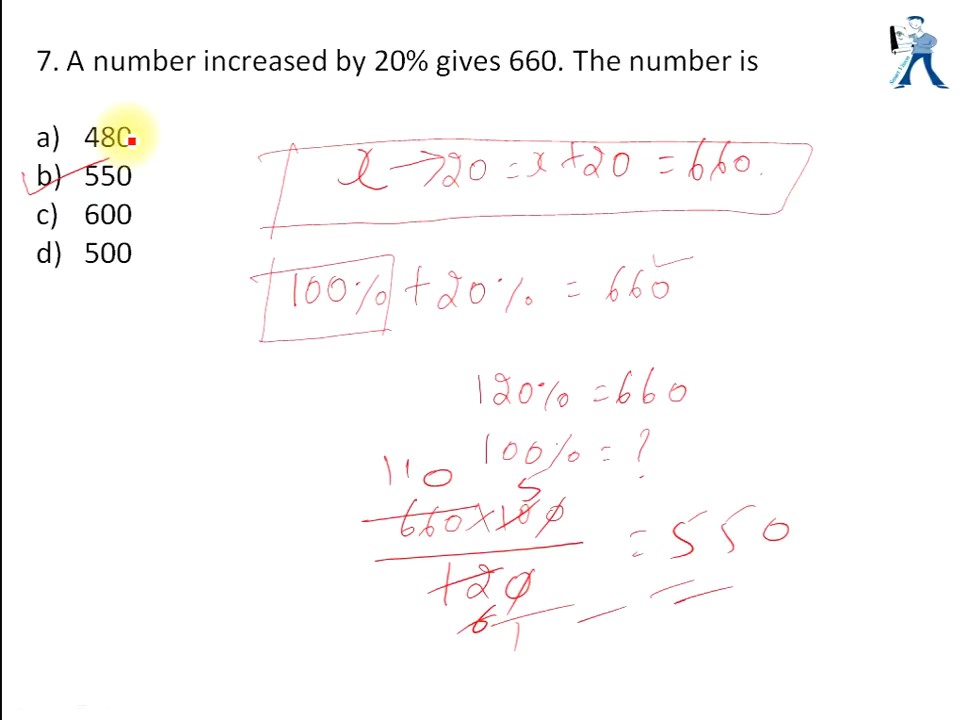 7. A number increased by 20% gives 660. The number is
a) 480
b) 550
c) 600
d) 500
x → 20 = x + 20 = 660.
100% + 20% = 660
120% = 660
100% = ?
110 5
660 × 100
= 550
120
6
1